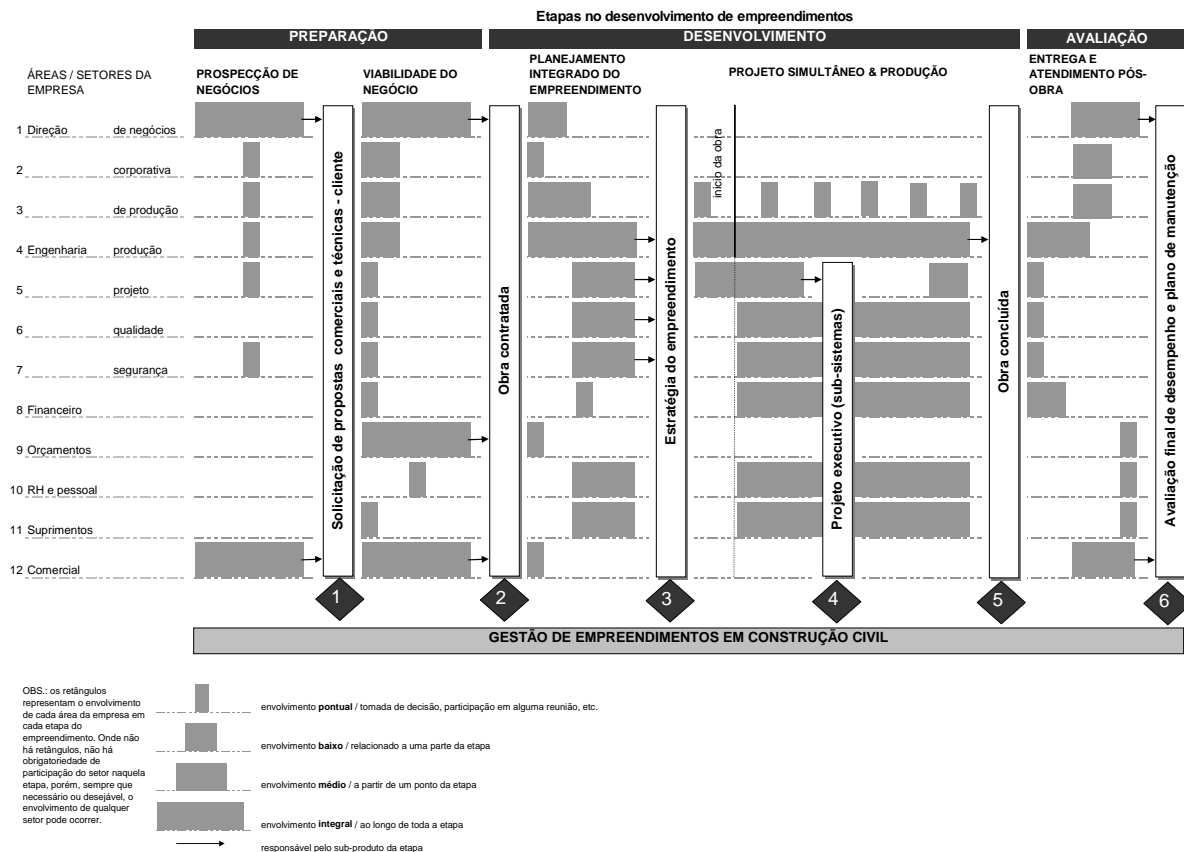 Etapas no desenvolvimento de empreendimentos
PREPARAÇÃO
DESENVOLVIMENTO
AVALIAÇÃO
ÁREAS / SETORES DA
EMPRESA
PROSPECÇÃO DE
NEGÓCIOS
VIABILIDADE DO
NEGÓCIO
PLANEJAMENTO
INTEGRADO DO
EMPREENDIMENTO
PROJETO SIMULTÂNEO & PRODUÇÃO
ENTREGA E
ATENDIMENTO PÓS-
OBRA
1 Direção de negócios
2 corporativa
3 de produção
4 Engenharia produção
5 projeto
6 qualidade
7 segurança
8 Financeiro
9 Orçamentos
10 RH e pessoal
11 Suprimentos
12 Comercial
Solicitação de propostas comerciais e técnicas - cliente
Obra contratada
Estratégia do empreendimento
inicio da obra
Projeto executivo (sub-sistemas)
Obra concluída
Avaliação final de desempenho e plano de manutenção
1
2
3
4
5
6
GESTÃO DE EMPREENDIMENTOS EM CONSTRUÇÃO CIVIL
OBS.: os retângulos
representam o envolvimento
de cada área da empresa em
cada etapa do
empreendimento. Onde não
há retângulos, não há
obrigatoriedade de
participação do setor naquela
etapa, porém, sempre que
necessário ou desejável, o
envolvimento de qualquer
setor pode ocorrer.
envolvimento pontual / tomada de decisão, participação em alguma reunião, etc.
envolvimento baixo / relacionado a uma parte da etapa
envolvimento médio / a partir de um ponto da etapa
envolvimento integral / ao longo de toda a etapa
responsável pelo sub-produto da etapa